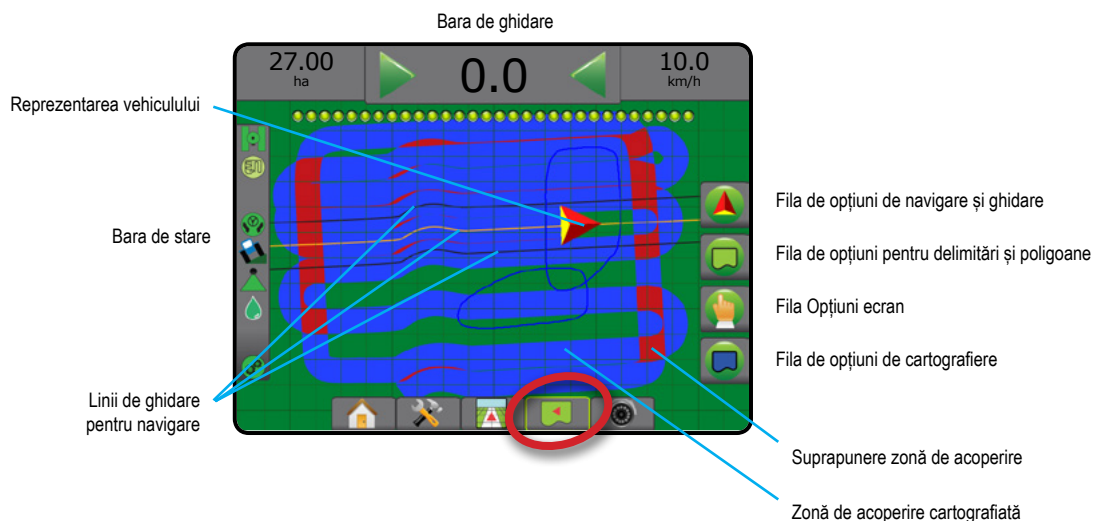 Bara de ghidare
27.00
ha
0.0
10.0
km/h
Reprezentarea vehiculului
Bara de stare
Linii de ghidare
pentru navigare
Fila de opțiuni de navigare și ghidare
Fila de opțiuni pentru delimitări și poligoane
Fila Opțiuni ecran
Fila de opțiuni de cartografiere
Suprapunere zonă de acoperire
Zonă de acoperire cartografiată